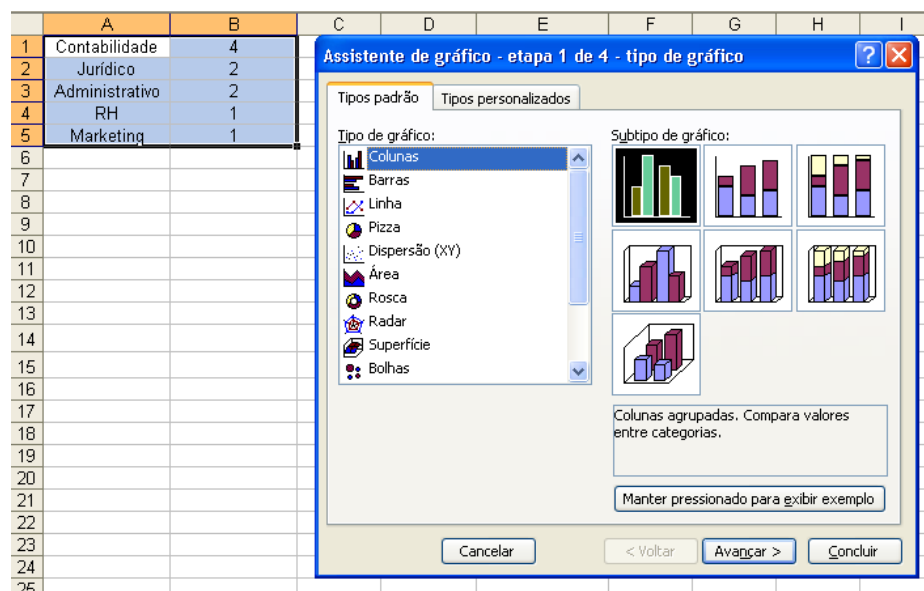 A B C D E F G H I
1 Contabilidade 4
2 Jurídico 2
3 Administrativo 2
4 RH 1
5 Marketing 1
6
7
8
9
10
11
12
13
14
15
16
17
18
19
20
21
22
23
24
25
Assistente de gráfico - etapa 1 de 4 - tipo de gráfico
Tipos padrão Tipos personalizados
Tipo de gráfico:
Colunas
Barras
Linha
Pizza
Dispersão (XY)
Área
Rosca
Radar
Superfície
Bolhas
Subtipo de gráfico:
Colunas agrupadas. Compara valores
entre categorias.
Manter pressionado para exibir exemplo
Cancelar < Voltar Avançar > Concluir